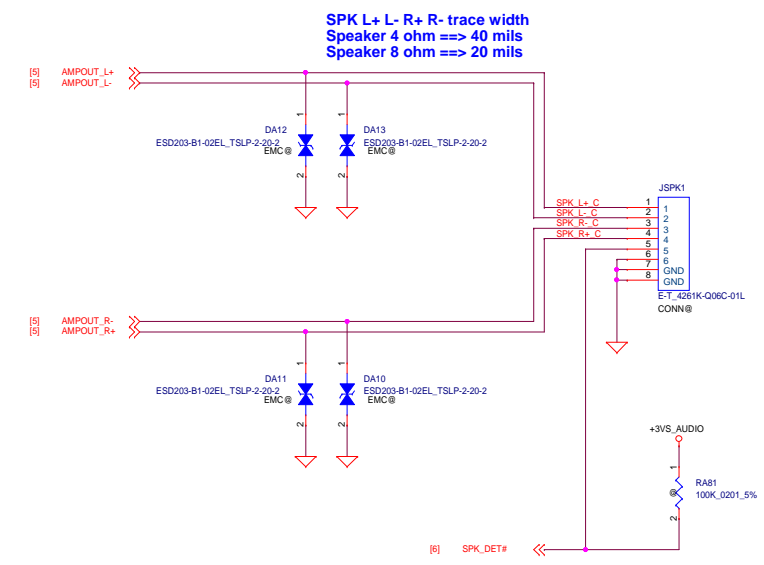 SPK L+ L- R+ R- trace width
Speaker 4 ohm ==> 40 mils
Speaker 8 ohm ==> 20 mils
[5] AMPOUT_L+
[5] AMPOUT_L-
1 1
DA12 DA13
ESD203-B1-02EL_TSLP-2-20-2 ESD203-B1-02EL_TSLP-2-20-2
EMC@ EMC@
2 2
JSPK1
SPK_L+_C 1 1
SPK_L-_C 2 2
SPK_R-_C 3 3
SPK_R+_C 4 4
5 5
6 6
7 GND
8 GND
E-T_4261K-Q06C-01L
CONN@
[5] AMPOUT_R-
[5] AMPOUT_R+
1 1
DA11 DA10
ESD203-B1-02EL_TSLP-2-20-2 ESD203-B1-02EL_TSLP-2-20-2
EMC@ EMC@
2 2
+3VS_AUDIO
1
RA81
@ 100K_0201_5%
2
[6] SPK_DET#